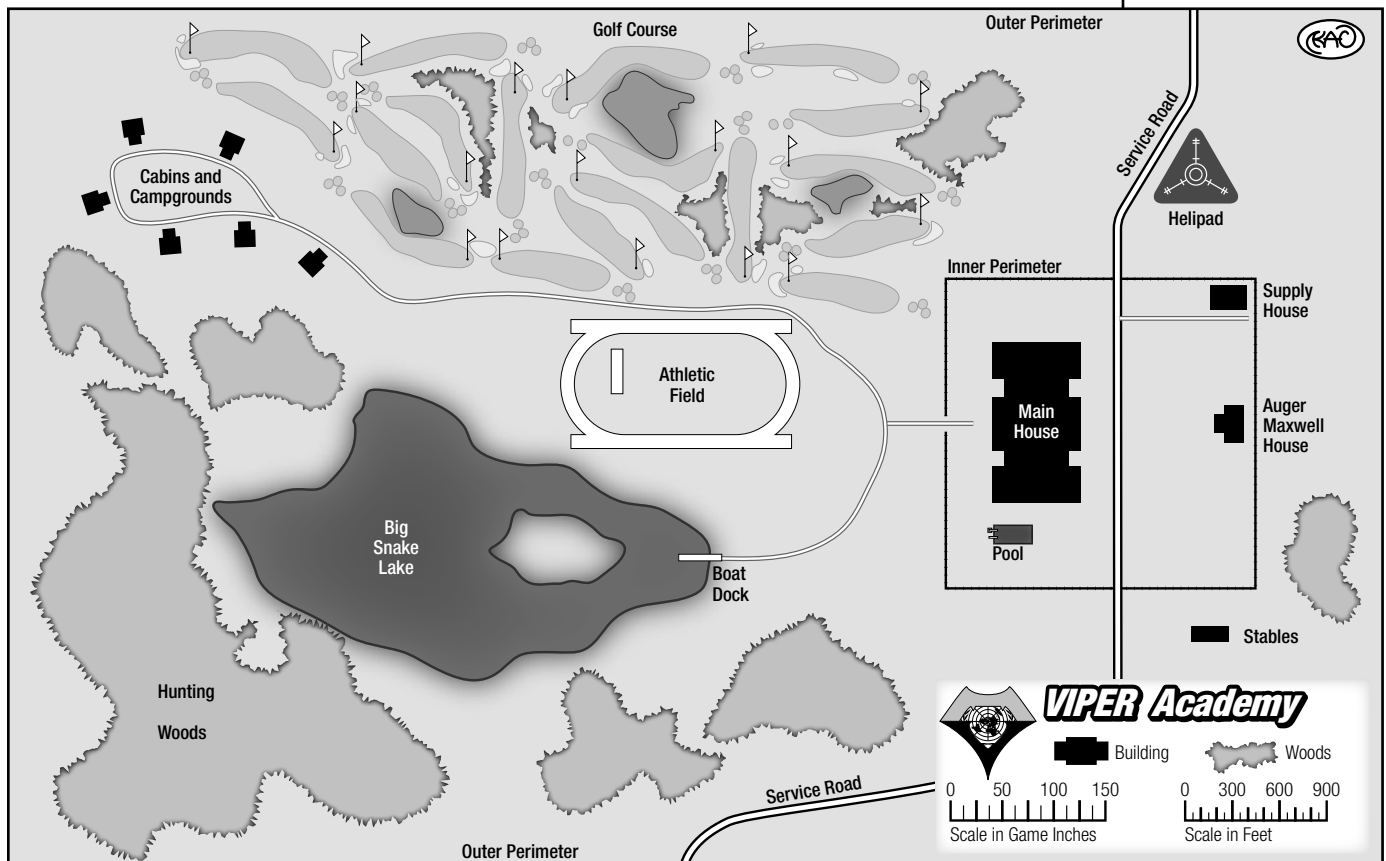 Golf Course
Outer Perimeter
Service Road
Cabins and
Campgrounds
Helipad
Inner Perimeter
Supply
House
Athletic
Field
Main
House
Auger
Maxwell
House
Big
Snake
Lake
Pool
Boat
Dock
Stables
Hunting
Woods
VIPER Academy
Building
Woods
0 50 100 150
Scale in Game Inches
0 300 600 900
Scale in Feet
Service Road
Outer Perimeter